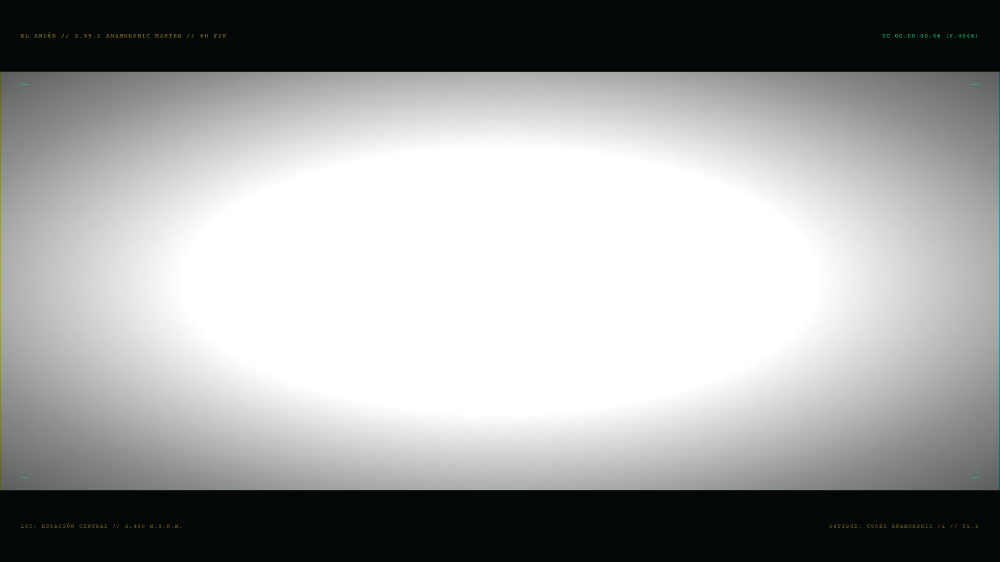 EL ANDÉN // 2.39:1 ANAMORPHIC MASTER // 60 FPS
TC 00:00:00:46 [F:0046]
LOC: ESTACIÓN CENTRAL // 2,400 M.S.N.M.
OPTIQUE: COOKE ANAMORPHIC /i // T2.3